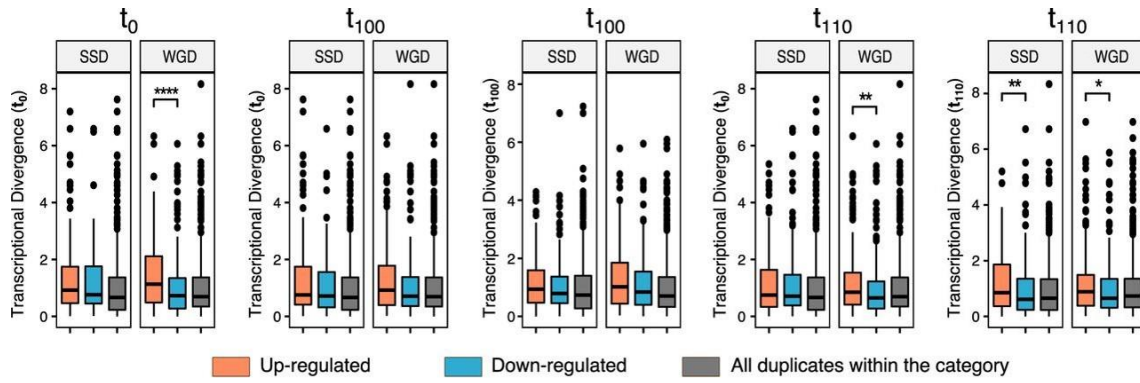 t0
t100
t100
t110
t110
SSD WGD
SSD WGD
SSD WGD
SSD WGD
SSD WGD
Transcriptional Divergence (t0)
8
6
4
2
0
****
Transcriptional Divergence (t0)
8
6
4
2
0
Transcriptional Divergence (t100)
8
6
4
2
0
Transcriptional Divergence (t0)
8
6
4
2
0
**
Transcriptional Divergence (t110)
8
6
4
2
0
**
*
Up-regulated
Down-regulated
All duplicates within the category